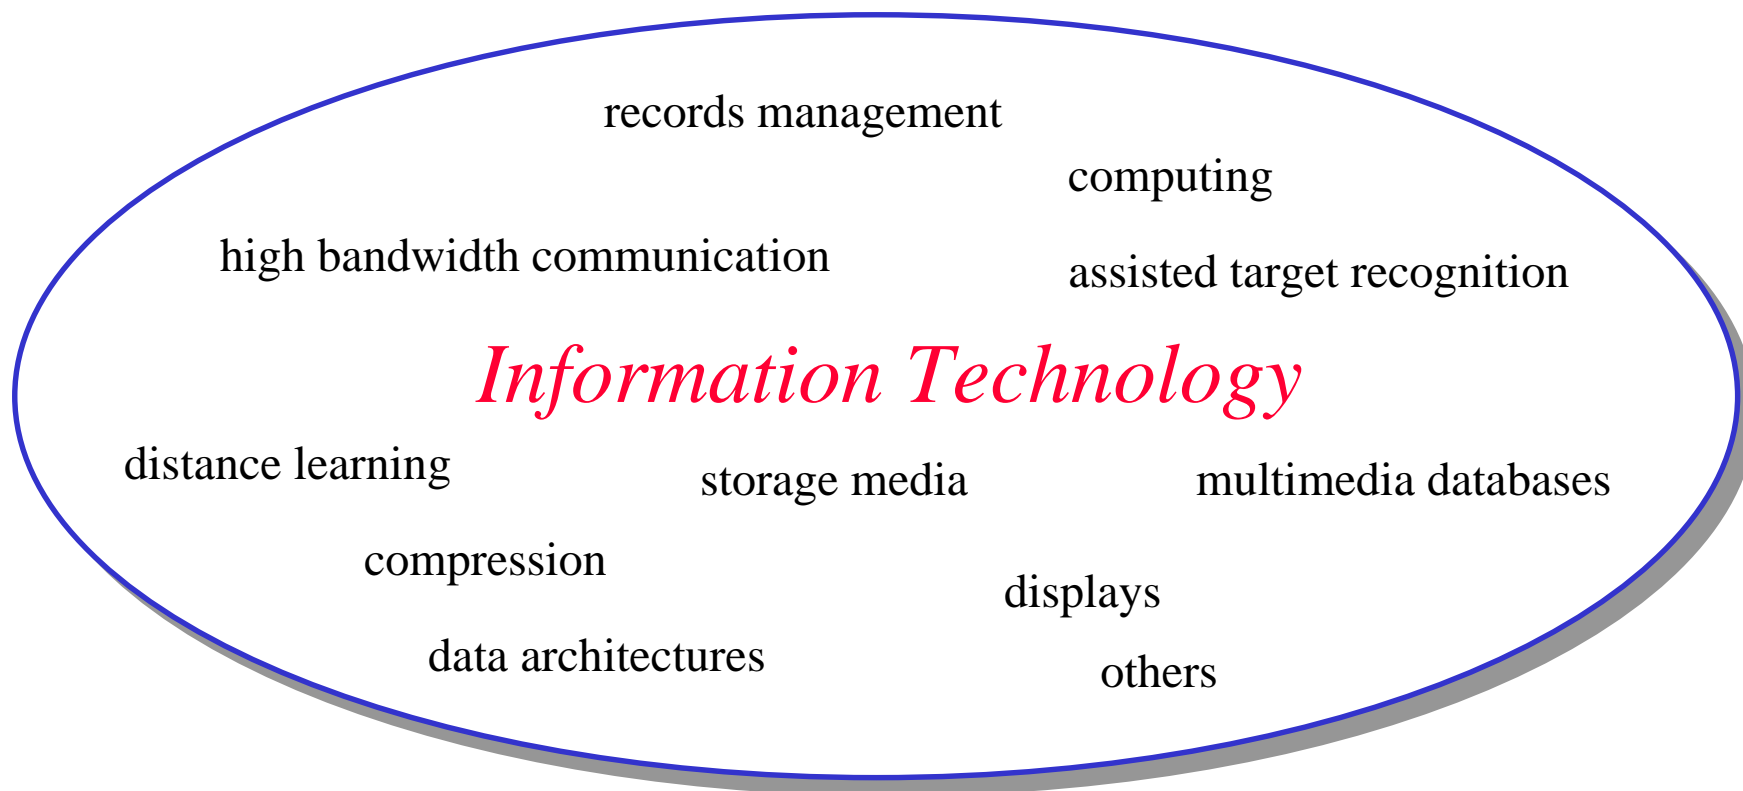 records management
computing
high bandwidth communication
assisted target recognition
Information Technology
distance learning
storage media
multimedia databases
compression
displays
data architectures
others